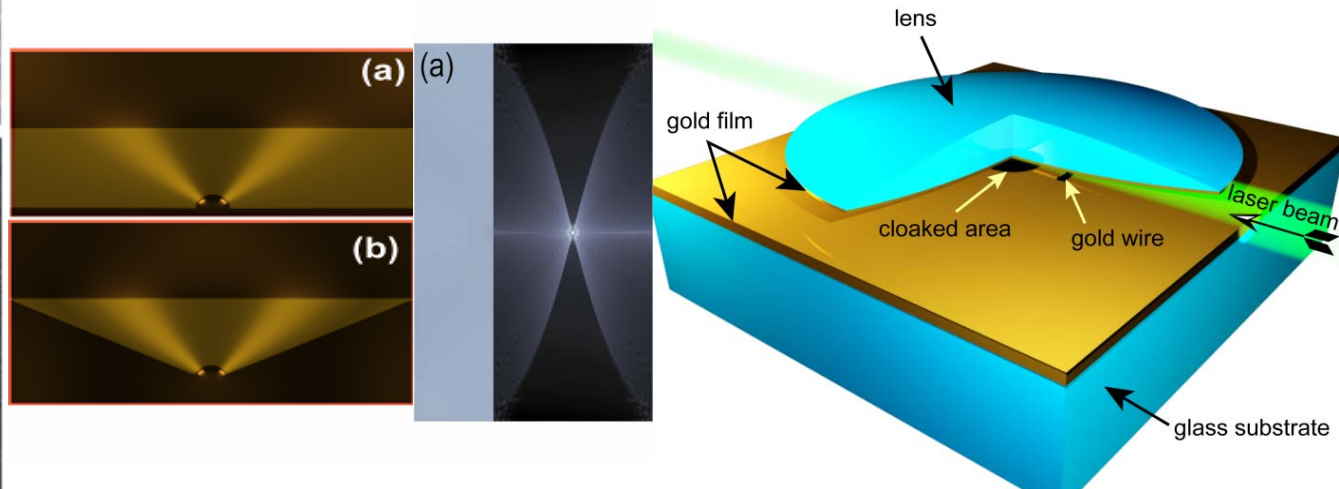 (a)
(b)
(a)
lens
gold film
cloaked area
gold wire
laser beam
glass substrate